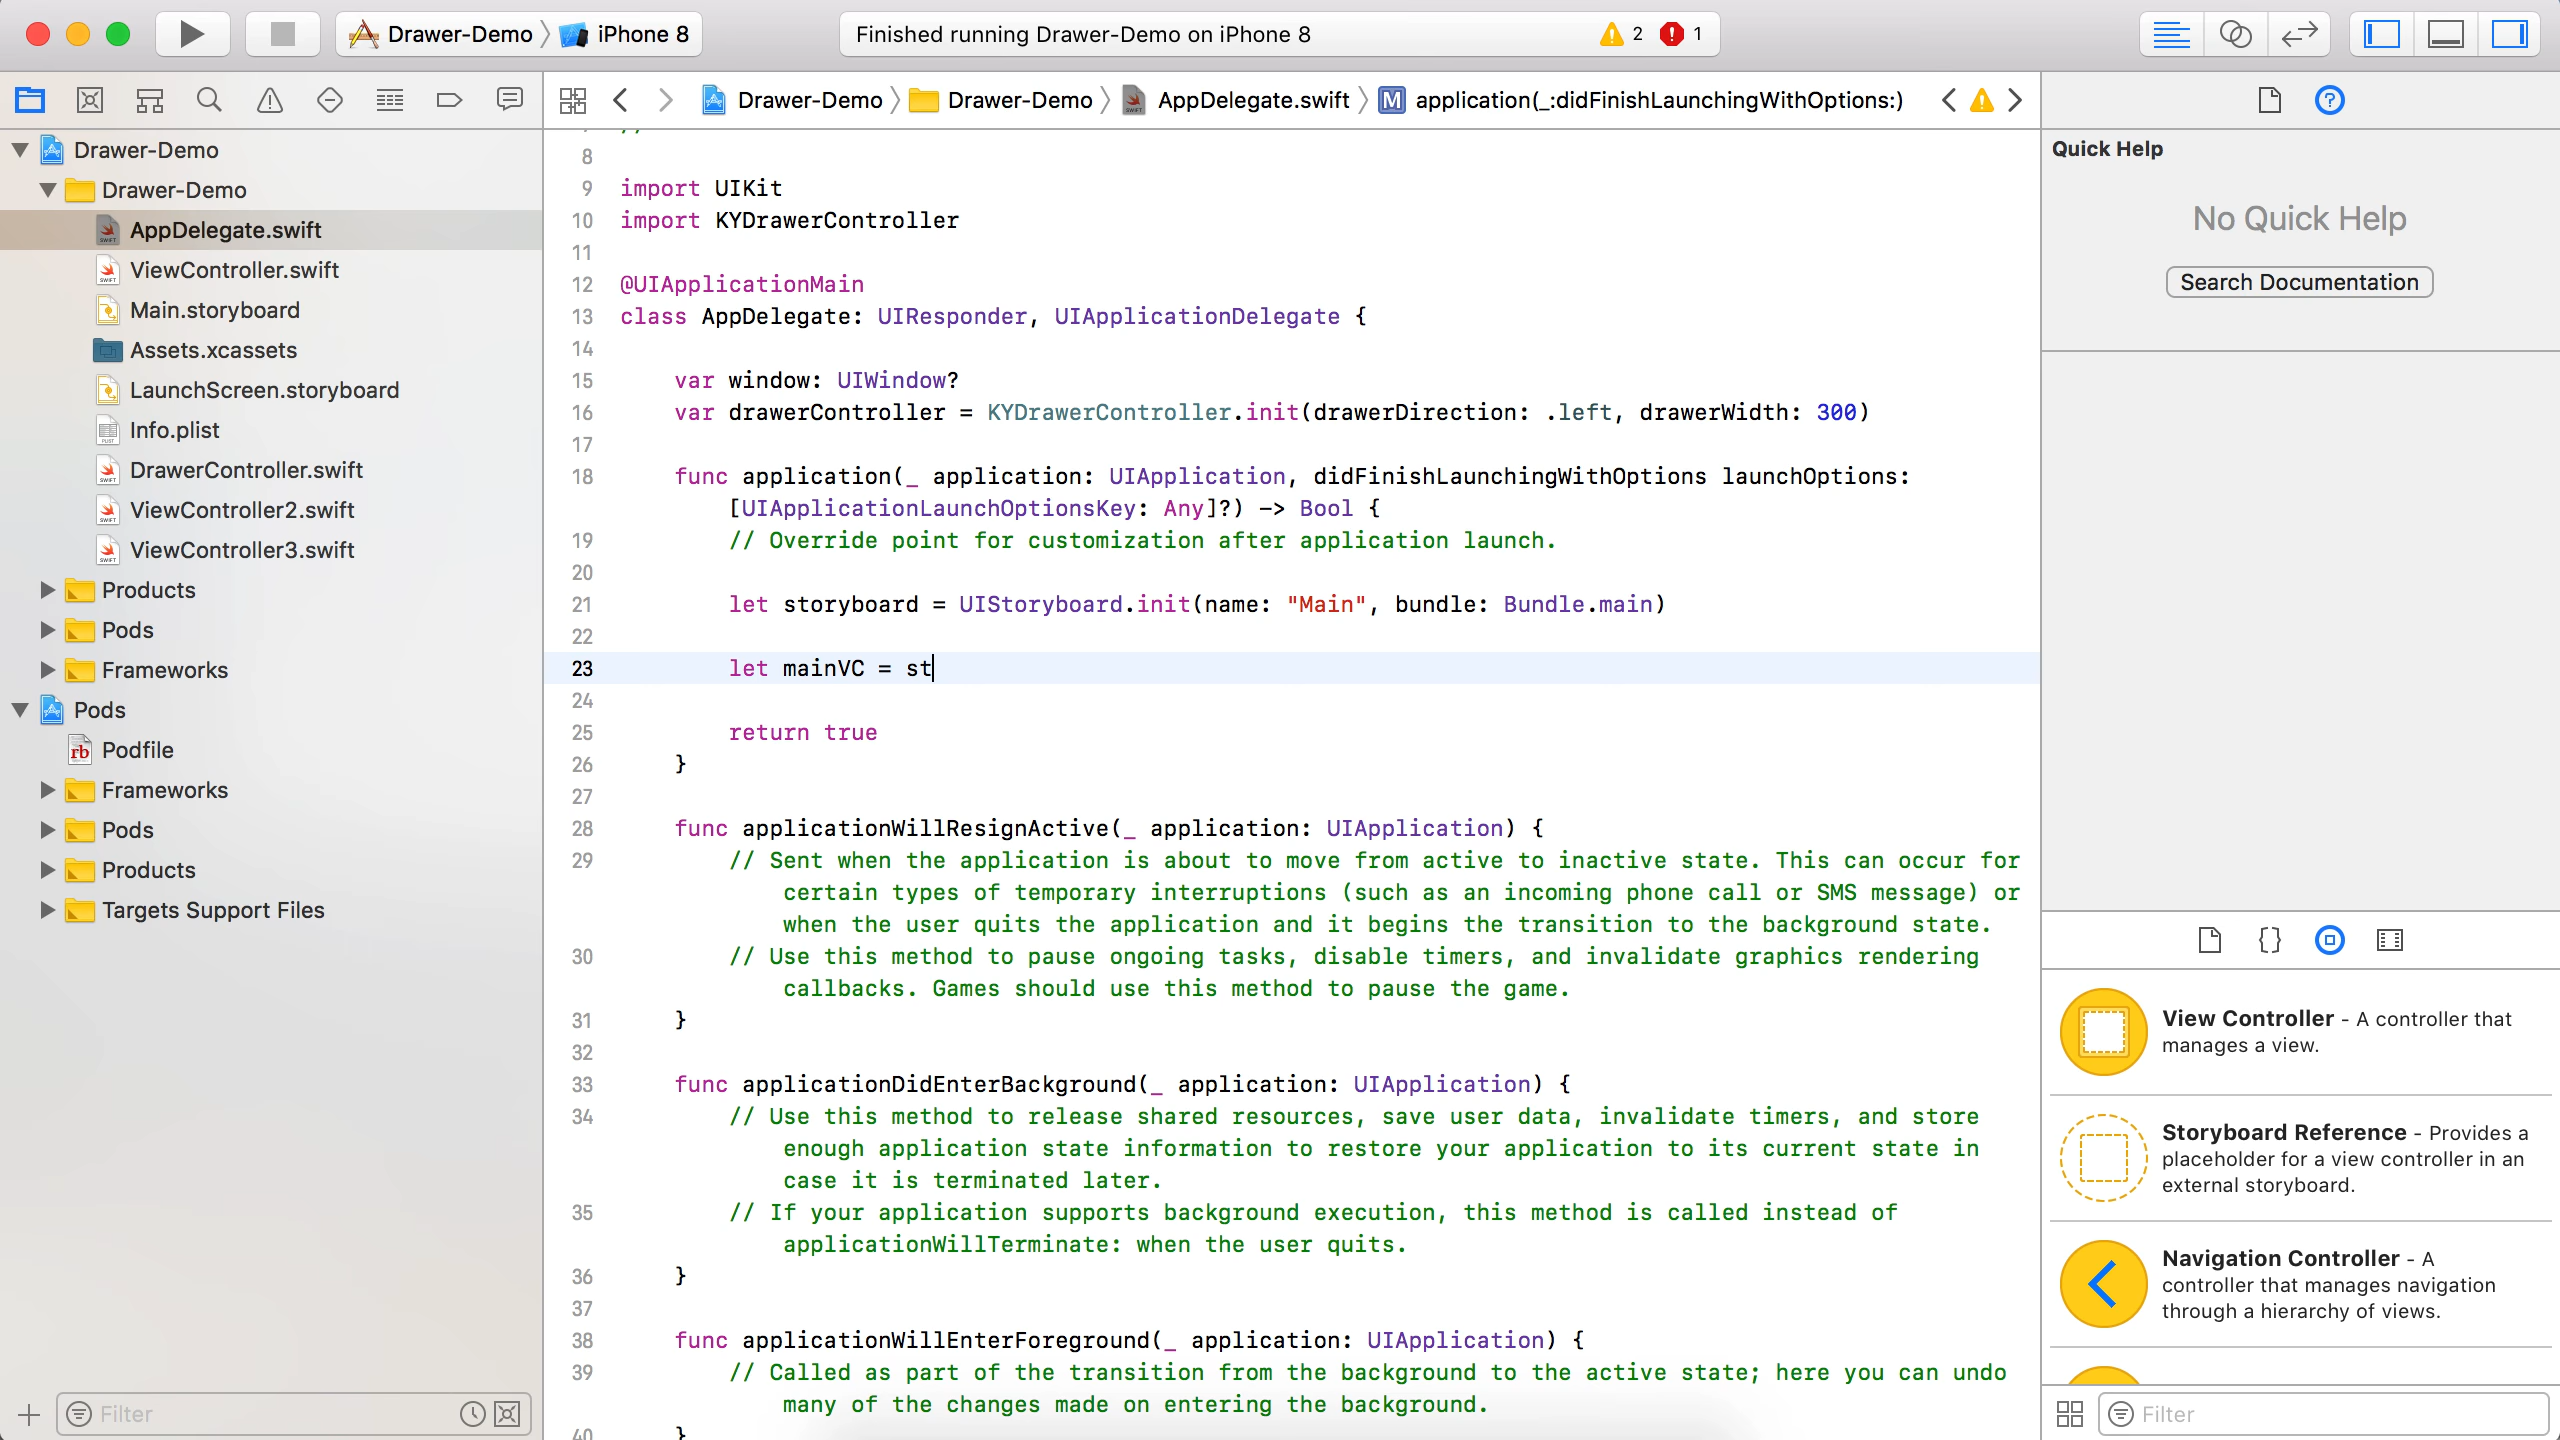 Drawer-Demo iPhone 8
Finished running Drawer-Demo on iPhone 8 2 1
Drawer-Demo Drawer-Demo AppDelegate.swift M application(_:didFinishLaunchingWithOptions:)
Drawer-Demo
Drawer-Demo
AppDelegate.swift
ViewController.swift
Main.storyboard
Assets.xcassets
LaunchScreen.storyboard
Info.plist
DrawerController.swift
ViewController2.swift
ViewController3.swift
Products
Pods
Frameworks
Pods
rb Podfile
Frameworks
Pods
Products
Targets Support Files
Filter
8
9 import UIKit
10 import KYDrawerController
11
12 @UIApplicationMain
13 class AppDelegate: UIResponder, UIApplicationDelegate {
14
15 var window: UIWindow?
16 var drawerController = KYDrawerController.init(drawerDirection: .left, drawerWidth: 300)
17
18 func application(_ application: UIApplication, didFinishLaunchingWithOptions launchOptions:
[UIApplicationLaunchOptionsKey: Any]?) -> Bool {
19 // Override point for customization after application launch.
20
21 let storyboard = UIStoryboard.init(name: "Main", bundle: Bundle.main)
22
23 let mainVC = st
24
25 return true
26 }
27
28 func applicationWillResignActive(_ application: UIApplication) {
29 // Sent when the application is about to move from active to inactive state. This can occur for
certain types of temporary interruptions (such as an incoming phone call or SMS message) or
when the user quits the application and it begins the transition to the background state.
30 // Use this method to pause ongoing tasks, disable timers, and invalidate graphics rendering
callbacks. Games should use this method to pause the game.
31 }
32
33 func applicationDidEnterBackground(_ application: UIApplication) {
34 // Use this method to release shared resources, save user data, invalidate timers, and store
enough application state information to restore your application to its current state in
case it is terminated later.
35 // If your application supports background execution, this method is called instead of
applicationWillTerminate: when the user quits.
36 }
37
38 func applicationWillEnterForeground(_ application: UIApplication) {
39 // Called as part of the transition from the background to the active state; here you can undo
many of the changes made on entering the background.
40 }
Quick Help
No Quick Help
Search Documentation
View Controller - A controller that
manages a view.
Storyboard Reference - Provides a
placeholder for a view controller in an
external storyboard.
Navigation Controller - A
controller that manages navigation
through a hierarchy of views.
Filter